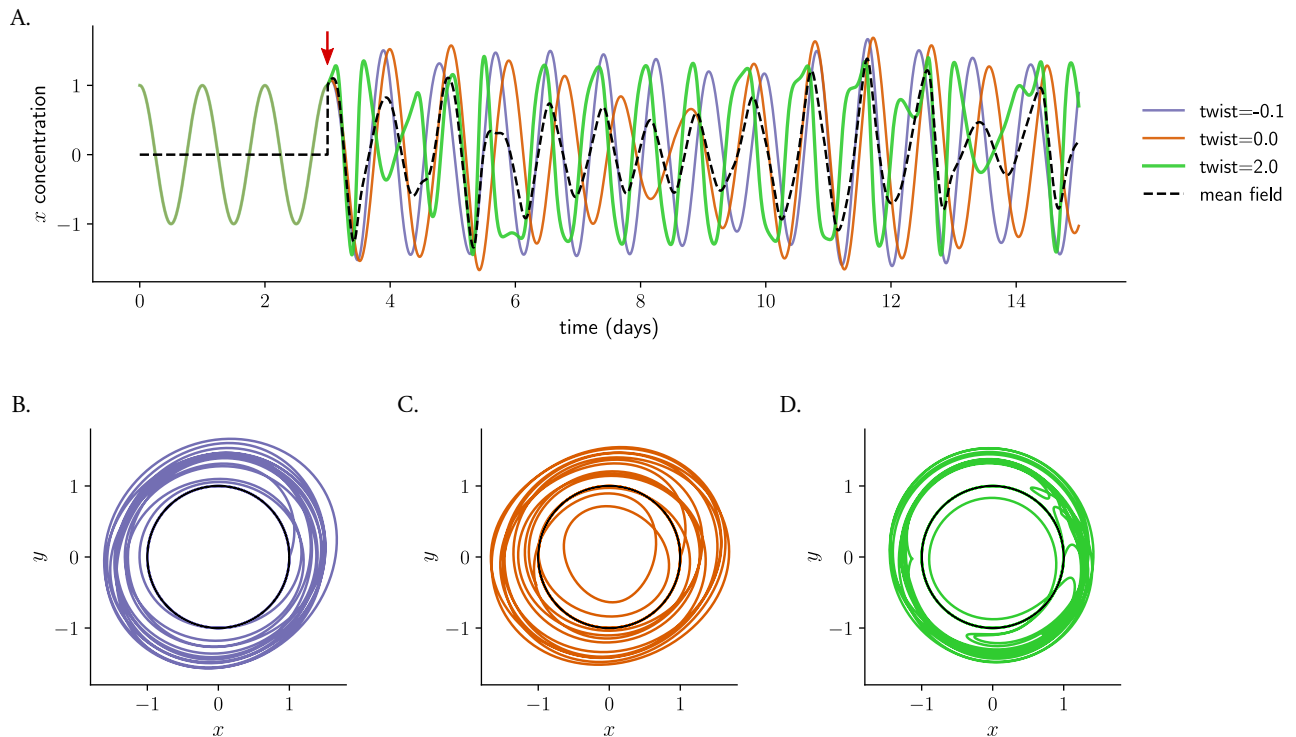 A.
1
0
−1
x concentration
0 2 4 6 8 10 12 14
time (days)
twist=-0.1
twist=0.0
twist=2.0
mean field
B. C. D.
1 1 1
y 0 y 0 y 0
−1 −1 −1
−1 0 1 −1 0 1 −1 0 1
x x x